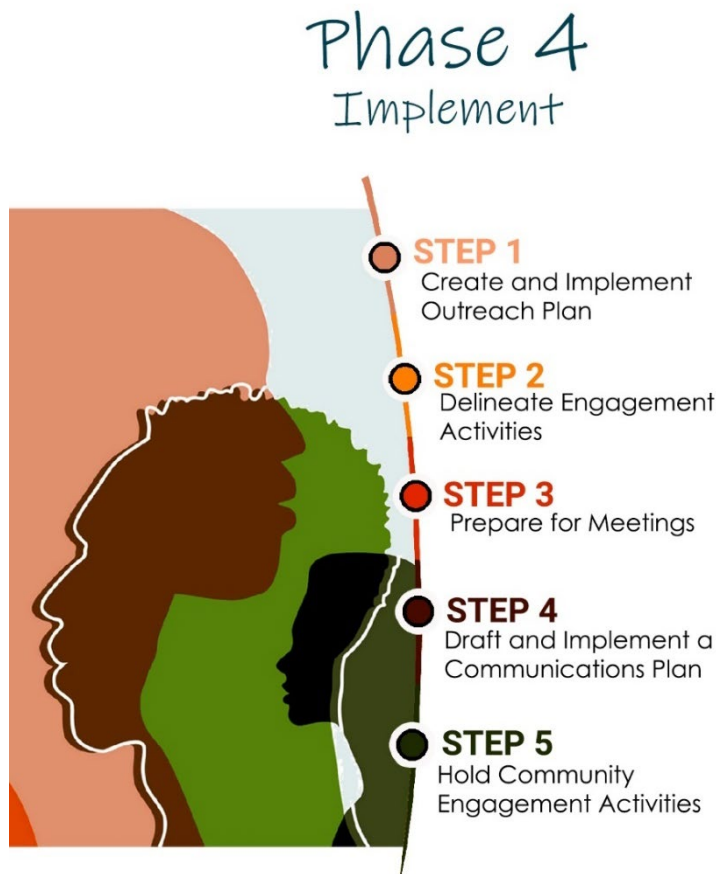 Phase 4
Implement
STEP 1
Create and Implement
Outreach Plan
STEP 2
Delineate Engagement
Activities
STEP 3
Prepare for Meetings
STEP 4
Draft and Implement a
Communications Plan
STEP 5
Hold Community
Engagement Activities